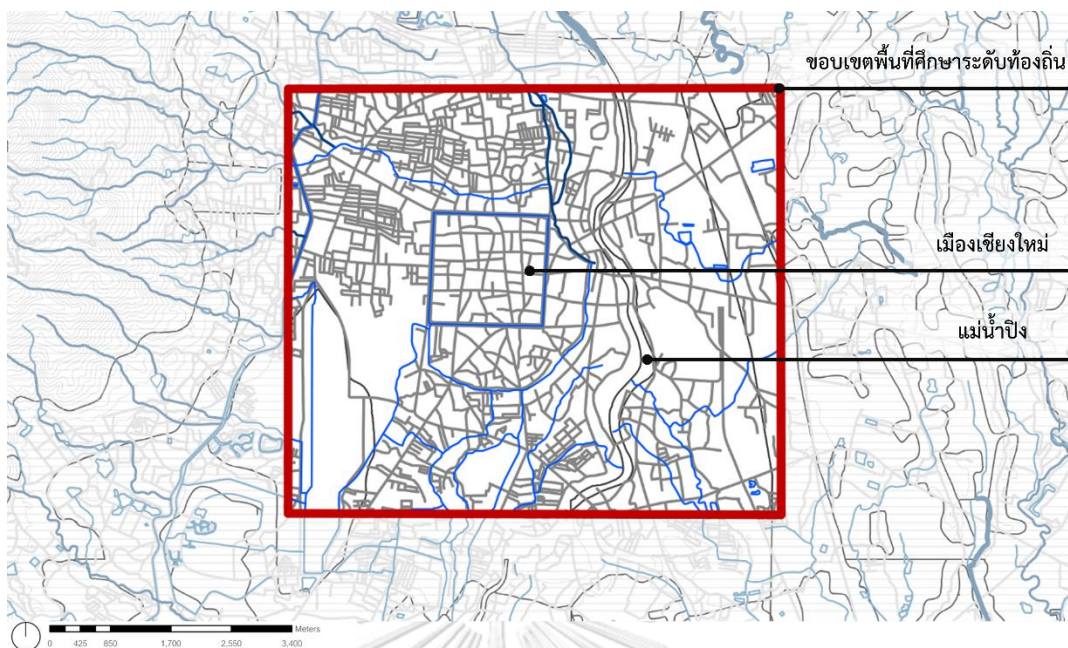 ขอบเขตพื้นที่ศึกษาระดับท้องถิ่น
เมืองเชียงใหม่
แม่น้ำปิง
Meters
0 425 850 1,700 2,550 3,400